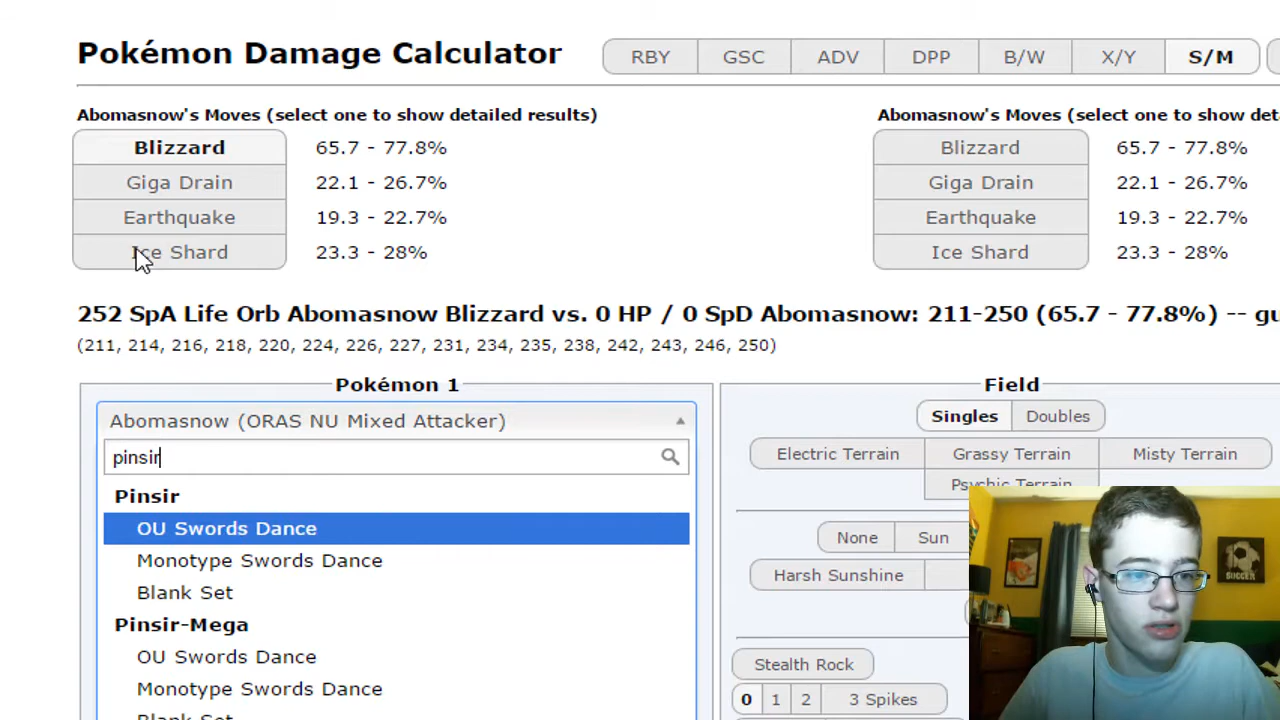 Pokémon Damage Calculator RBY GSC ADV DPP B/W X/Y S/M
Abomasnow's Moves (select one to show detailed results)
Blizzard 65.7 - 77.8%
Giga Drain 22.1 - 26.7%
Earthquake 19.3 - 22.7%
Ice Shard 23.3 - 28%
Abomasnow's Moves (select one to show
Blizzard 65.7 - 77.8%
Giga Drain 22.1 - 26.7%
Earthquake 19.3 - 22.7%
Ice Shard 23.3 - 28%
252 SpA Life Orb Abomasnow Blizzard vs. 0 HP / 0 SpD Abomasnow: 211-250 (65.7 - 77.8%) --
(211, 214, 216, 218, 220, 224, 226, 227, 231, 234, 235, 238, 242, 243, 246, 250)
Pokémon 1
Abomasnow (ORAS NU Mixed Attacker)
pinsir
Pinsir
OU Swords Dance
Monotype Swords Dance
Blank Set
Pinsir-Mega
OU Swords Dance
Monotype Swords Dance
Blank Set
Field
Singles Doubles
Electric Terrain Grassy Terrain Misty Terrain
Psychic Terrain
None Sun
Harsh Sunshine
Stealth Rock
0 1 2 3 Spikes
SOCCER